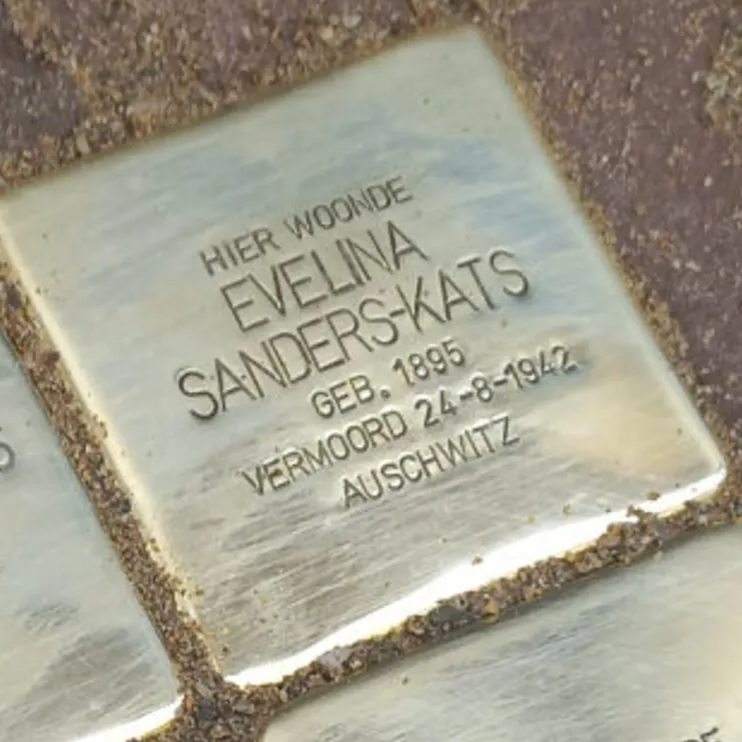 HIER WOONDE
EVELINA
SANDERS-KATS
GEB. 1895
VERMOORD 24-8-1942
AUSCHWITZ